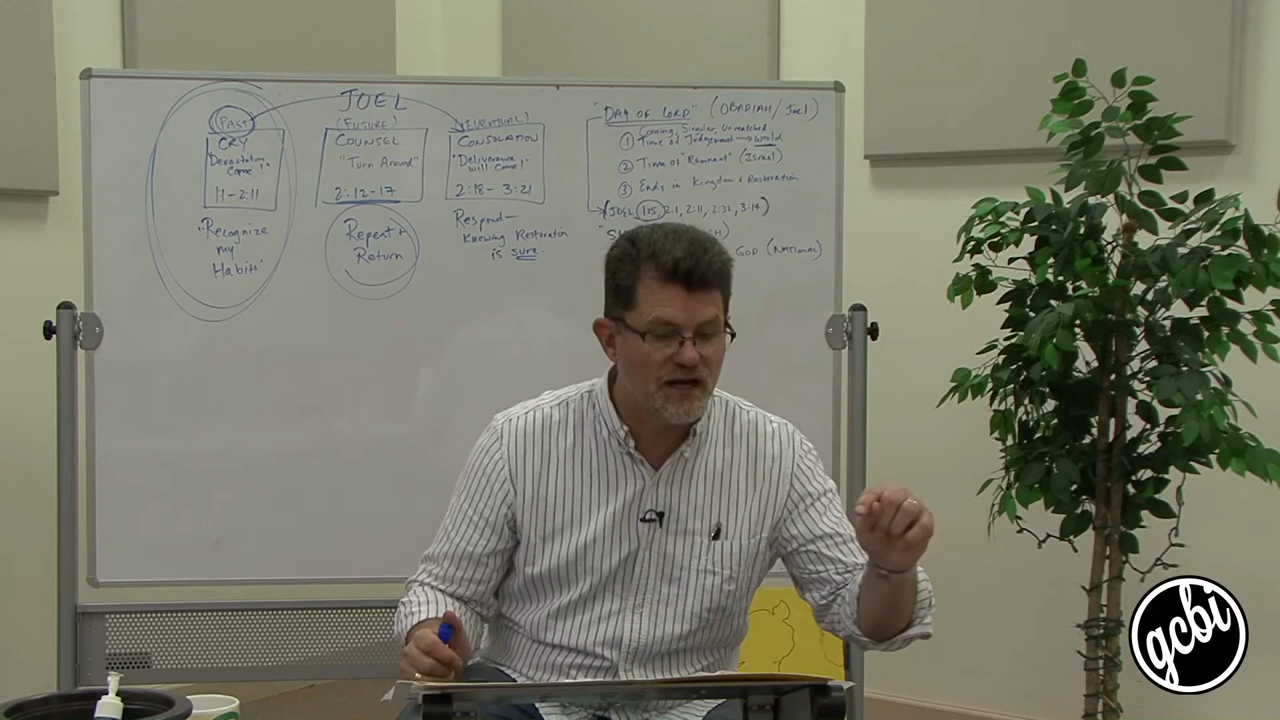 JOEL
(PAST)
CRY
"Devastation
Came!"
1:1-2:11
"Recognize
my
Habits"
(FUTURE)
COUNSEL
"Turn Around"
2:12-17
Repent +
Return
(EVENTUAL)
CONSOLATION
"Deliverance
will Come!"
2:18-3:21
Respond—
Knowing Restoration
is sure.
"DAY OF LORD" (OBADIAH/Joel)
① Coming, Singular, Unmatched
Time of Judgement → world
② Time of "Remnant" (Israel)
③ Ends in Kingdom + Restoration
(JOEL 1:15, 2:1, 2:11, 2:31, 3:14)
GOD (NATIONAL)
gcbi